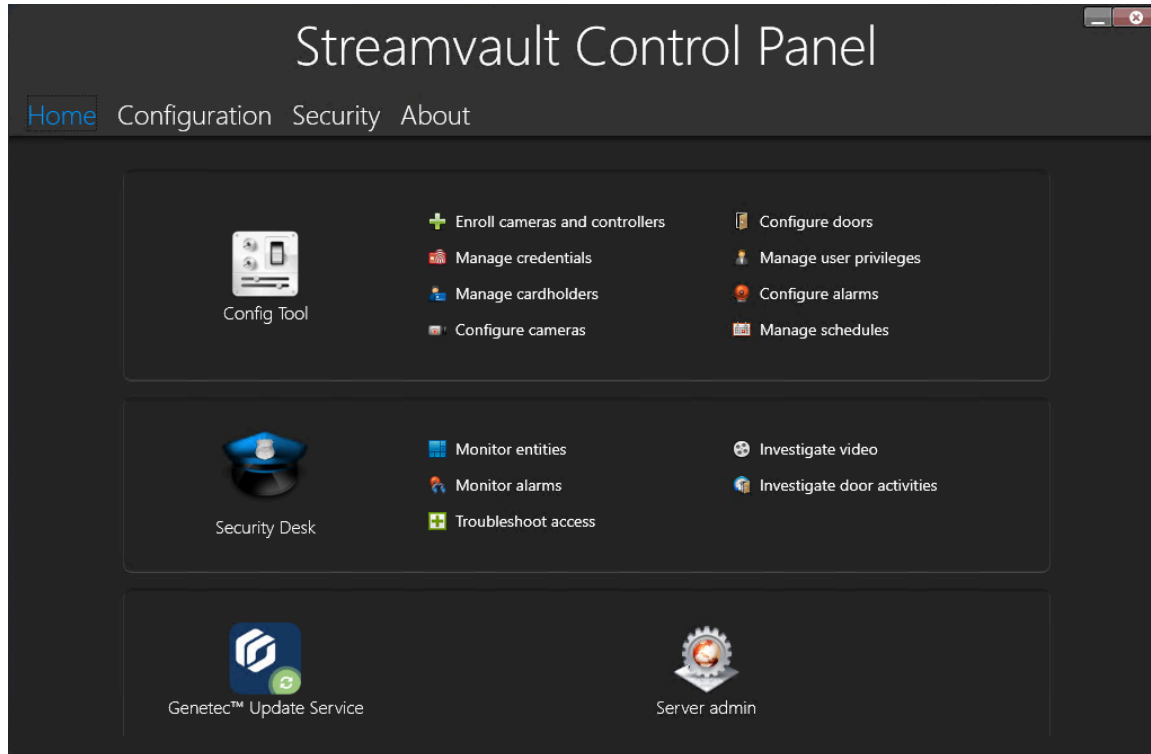 Streamvault Control Panel
Home Configuration Security About
Config Tool
Enroll cameras and controllers
Manage credentials
Manage cardholders
Configure cameras
Configure doors
Manage user privileges
Configure alarms
Manage schedules
Security Desk
Monitor entities
Monitor alarms
Troubleshoot access
Investigate video
Investigate door activities
Genetec™ Update Service
Server admin